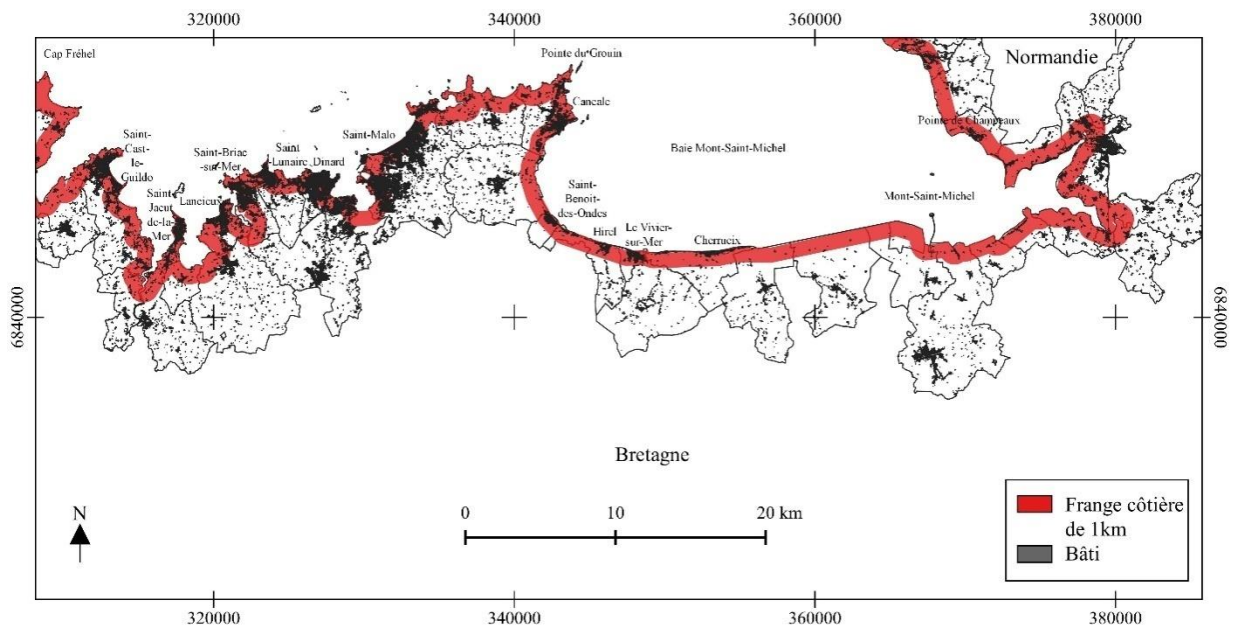 320000
340000
360000
380000
Cap Fréhel
Pointe du Grouin
Normandie
Cancale
Saint-Malo
Pointe de Champeaux
Saint-
Cast-
le-
Guildo
Saint-Briac
-sur-Mer
Saint
Lunaire
Dinard
Baie Mont-Saint-Michel
Saint-
Jacut
de-la-
Mer
Lancieux
Saint-
Benoit-
des-Ondes
Mont-Saint-Michel
Hirel
Le Vivier-
sur-Mer
Cherrueix
6840000
6840000
Bretagne
N
0
10
20 km
Frange côtière
de 1km
Bâti
320000
340000
360000
380000